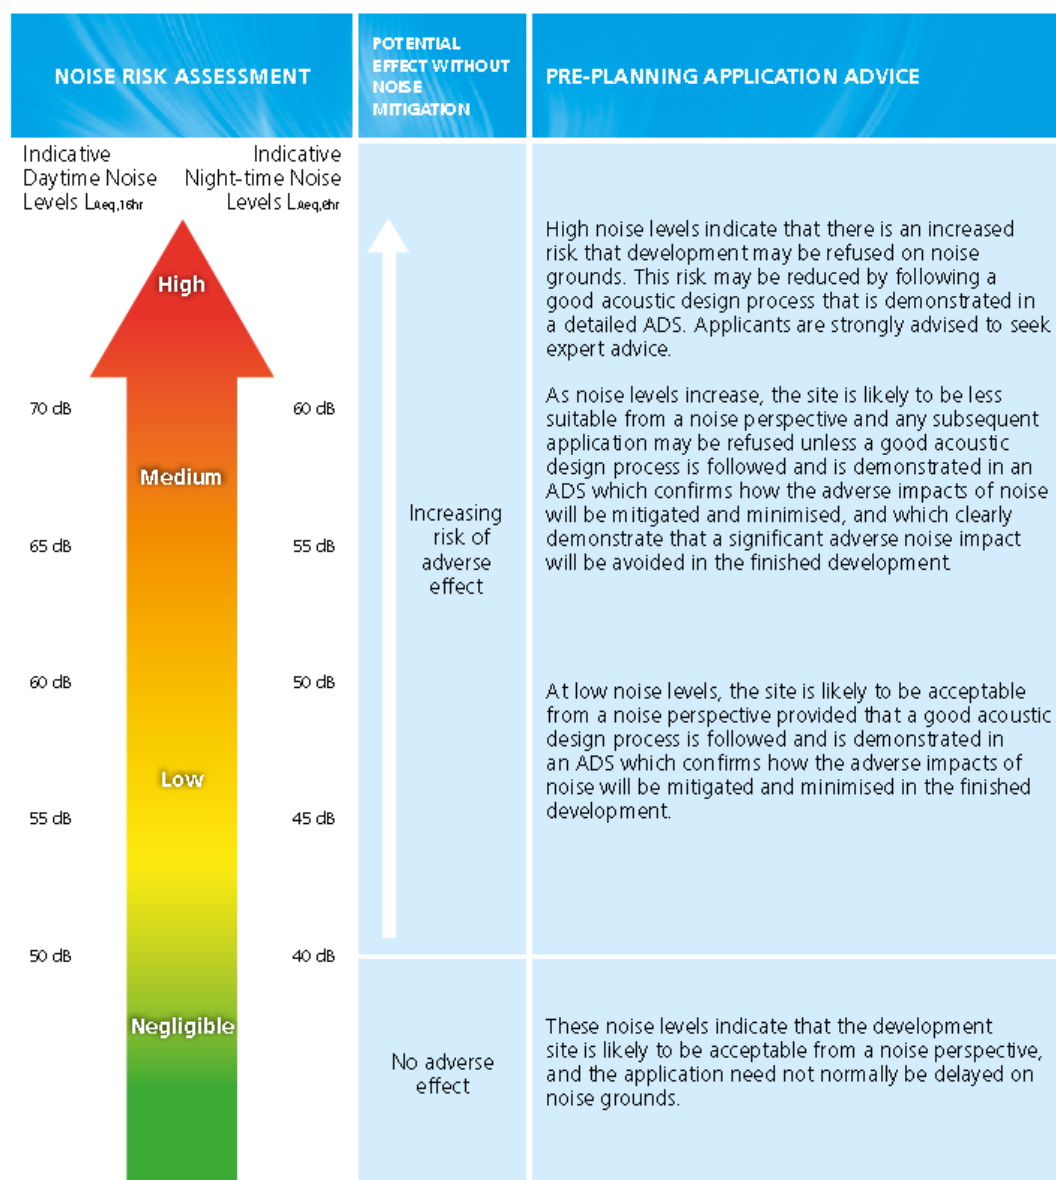 NOISE RISK ASSESSMENT
POTENTIAL
EFFECT WITHOUT
NOISE
MITIGATION
PRE-PLANNING APPLICATION ADVICE
Indicative
Daytime Noise
Levels LAeq,16hr
Indicative
Night-time Noise
Levels LAeq,8hr
High
70 dB
60 dB
Medium
65 dB
55 dB
60 dB
50 dB
Low
55 dB
45 dB
50 dB
40 dB
Negligible
Increasing
risk of
adverse
effect
No adverse
effect
High noise levels indicate that there is an increased
risk that development may be refused on noise
grounds. This risk may be reduced by following a
good acoustic design process that is demonstrated in
a detailed ADS. Applicants are strongly advised to seek
expert advice.
As noise levels increase, the site is likely to be less
suitable from a noise perspective and any subsequent
application may be refused unless a good acoustic
design process is followed and is demonstrated in an
ADS which confirms how the adverse impacts of noise
will be mitigated and minimised, and which clearly
demonstrate that a significant adverse noise impact
will be avoided in the finished development.
At low noise levels, the site is likely to be acceptable
from a noise perspective provided that a good acoustic
design process is followed and is demonstrated in
an ADS which confirms how the adverse impacts of
noise will be mitigated and minimised in the finished
development.
These noise levels indicate that the development
site is likely to be acceptable from a noise perspective,
and the application need not normally be delayed on
noise grounds.